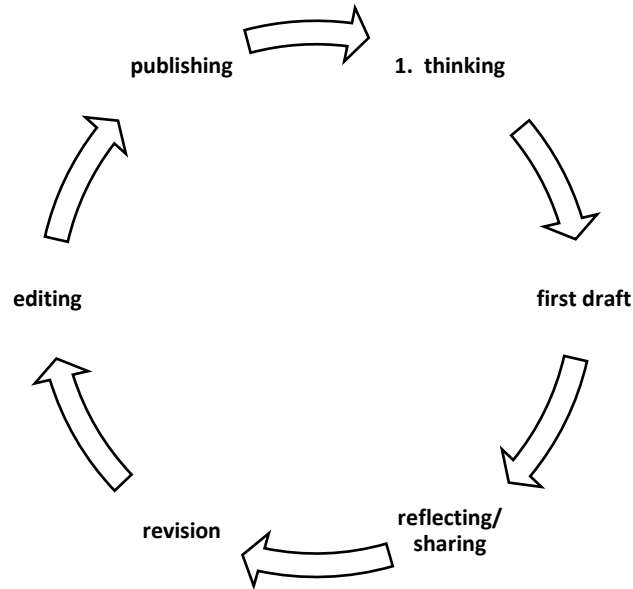 publishing
1. thinking
first draft
reflecting/
sharing
revision
editing